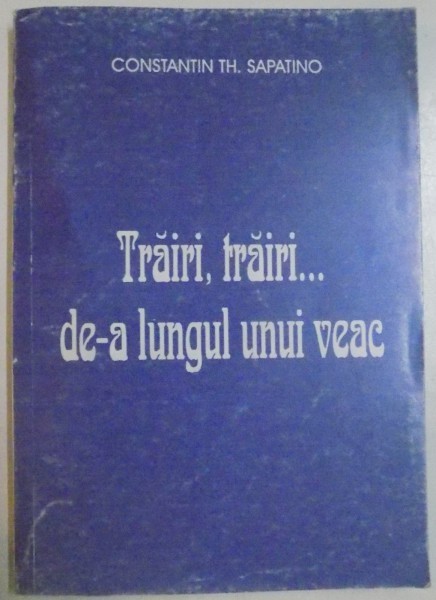 CONSTANTIN TH. SAPATINO
Trăiri, trăiri...
de-a lungul unui veac